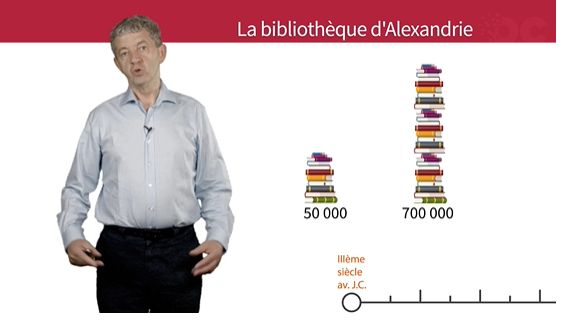 La bibliothèque d'Alexandrie
50 000
700 000
IIIème
siècle
av. J.C.